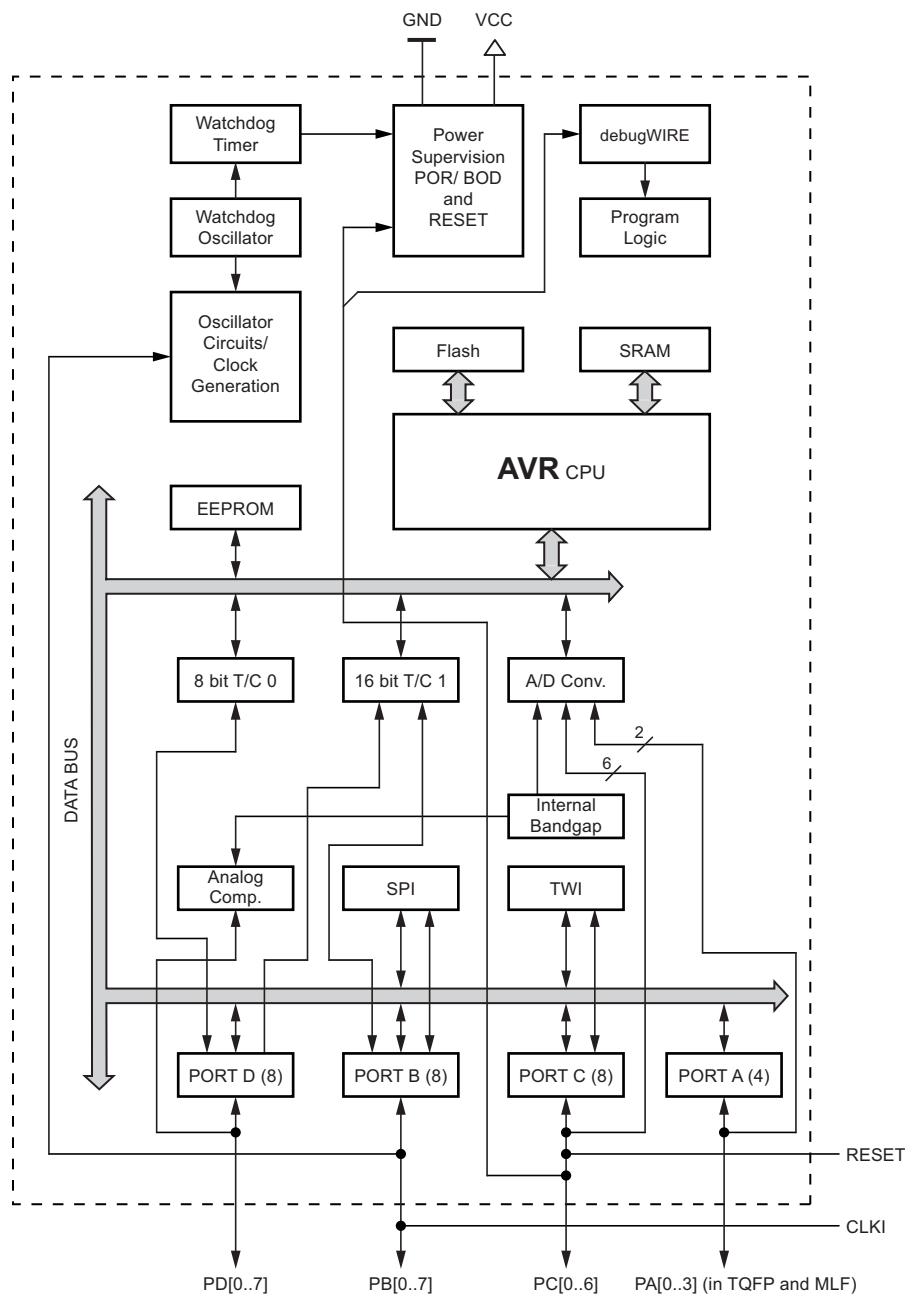 GND
VCC
Watchdog
Timer
Power
Supervision
POR/ BOD
and
RESET
debugWIRE
Watchdog
Oscillator
Program
Logic
Oscillator
Circuits/
Clock
Generation
Flash
SRAM
AVR CPU
EEPROM
DATA BUS
8 bit T/C 0
16 bit T/C 1
A/D Conv.
2
6
Internal
Bandgap
Analog
Comp.
SPI
TWI
PORT D (8)
PORT B (8)
PORT C (8)
PORT A (4)
RESET
CLKI
PD[0..7]
PB[0..7]
PC[0..6]
PA[0..3] (in TQFP and MLF)